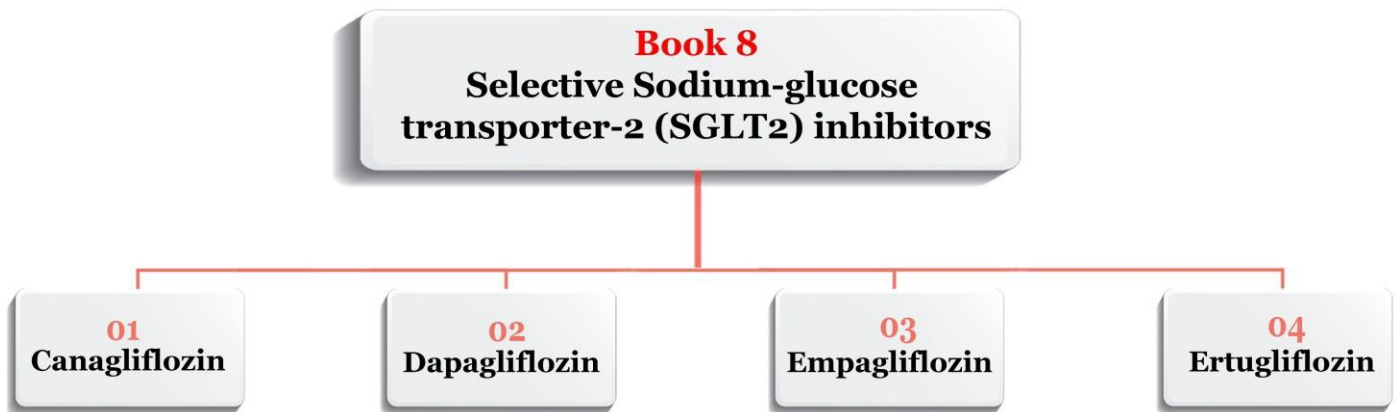 Book 8
Selective Sodium-glucose
transporter-2 (SGLT2) inhibitors
01
Canagliflozin
02
Dapagliflozin
03
Empagliflozin
04
Ertugliflozin